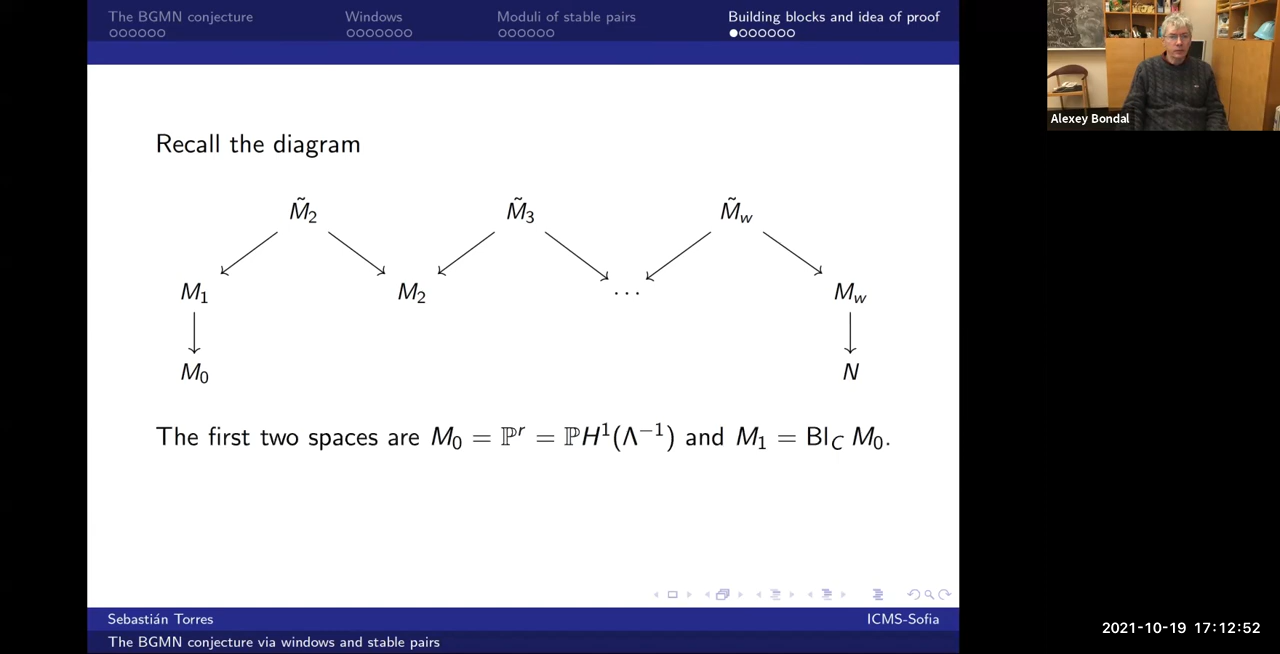 The BGMN conjecture Windows Moduli of stable pairs Building blocks and idea of proof
Recall the diagram
M̃₂ M̃₃ M̃_w
M₁ M₂ ··· M_w
M₀ N
The first two spaces are M₀ = ℙ^r = ℙH¹(Λ⁻¹) and M₁ = Bl_C M₀.
Sebastián Torres ICMS-Sofia
The BGMN conjecture via windows and stable pairs
Alexey Bondal
2021-10-19 17:12:52